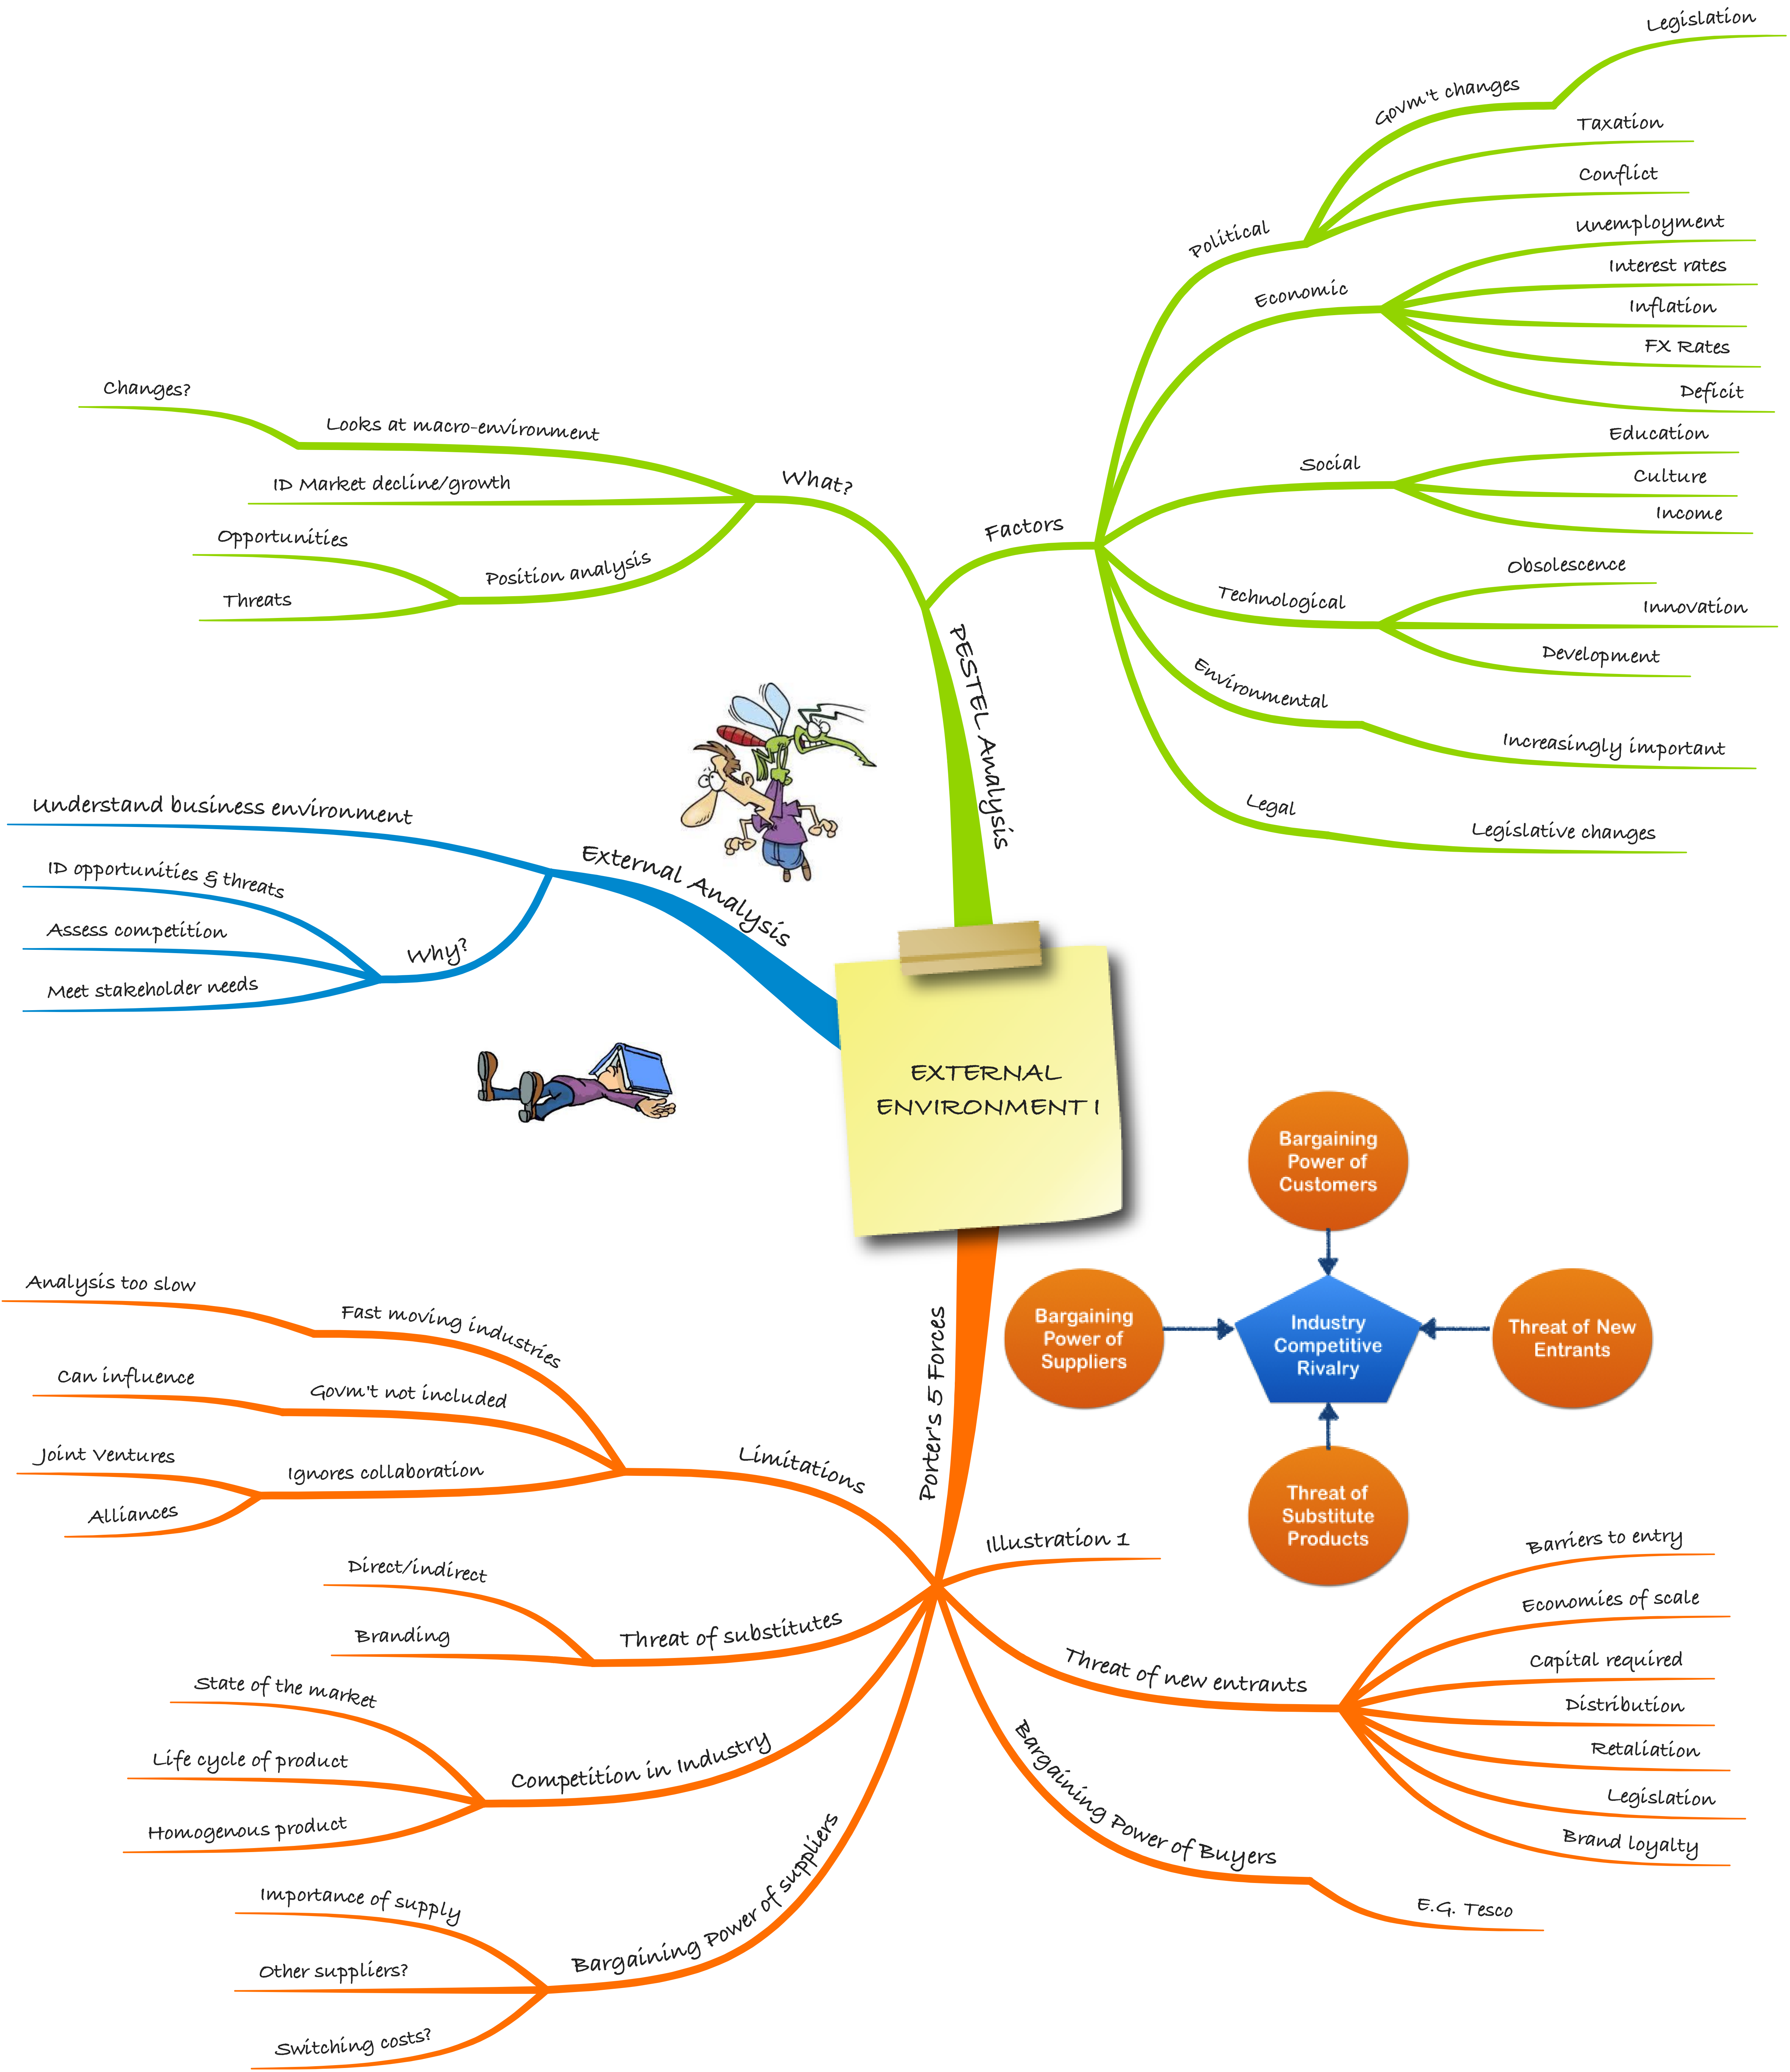 EXTERNAL
ENVIRONMENT I
PESTEL Analysis
Factors
Political
Govm't changes
Legislation
Taxation
Conflict
Economic
Unemployment
Interest rates
Inflation
FX Rates
Deficit
Social
Education
Culture
Income
Technological
Obsolescence
Innovation
Development
Environmental
Increasingly important
Legal
Legislative changes
What?
Looks at macro-environment
Changes?
ID Market decline/growth
Position analysis
Opportunities
Threats
External Analysis
Understand business environment
Why?
ID opportunities & threats
Assess competition
Meet stakeholder needs
Porter's 5 Forces
Bargaining
Power of
Customers
Bargaining
Power of
Suppliers
Industry
Competitive
Rivalry
Threat of New
Entrants
Threat of
Substitute
Products
Illustration 1
Threat of new entrants
Barriers to entry
Economies of scale
Capital required
Distribution
Retaliation
Legislation
Brand loyalty
Bargaining Power of Buyers
E.G. Tesco
Limitations
Fast moving industries
Analysis too slow
Govm't not included
Can influence
Ignores collaboration
Joint Ventures
Alliances
Threat of substitutes
Direct/indirect
Branding
Competition in Industry
State of the market
Life cycle of product
Homogenous product
Bargaining Power of suppliers
Importance of supply
Other suppliers?
Switching costs?